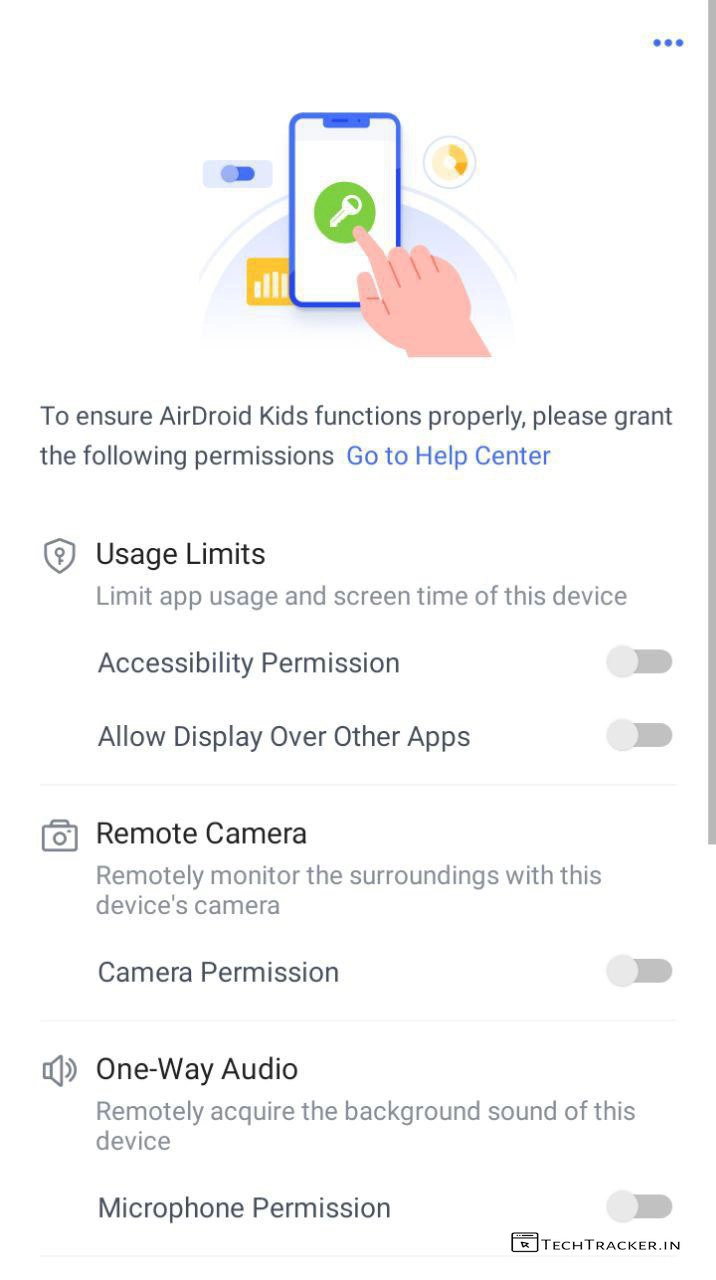 To ensure AirDroid Kids functions properly, please grant
the following permissions Go to Help Center
Usage Limits
Limit app usage and screen time of this device
Accessibility Permission
Allow Display Over Other Apps
Remote Camera
Remotely monitor the surroundings with this
device's camera
Camera Permission
One-Way Audio
Remotely acquire the background sound of this
device
Microphone Permission
TECHTRACKER.IN